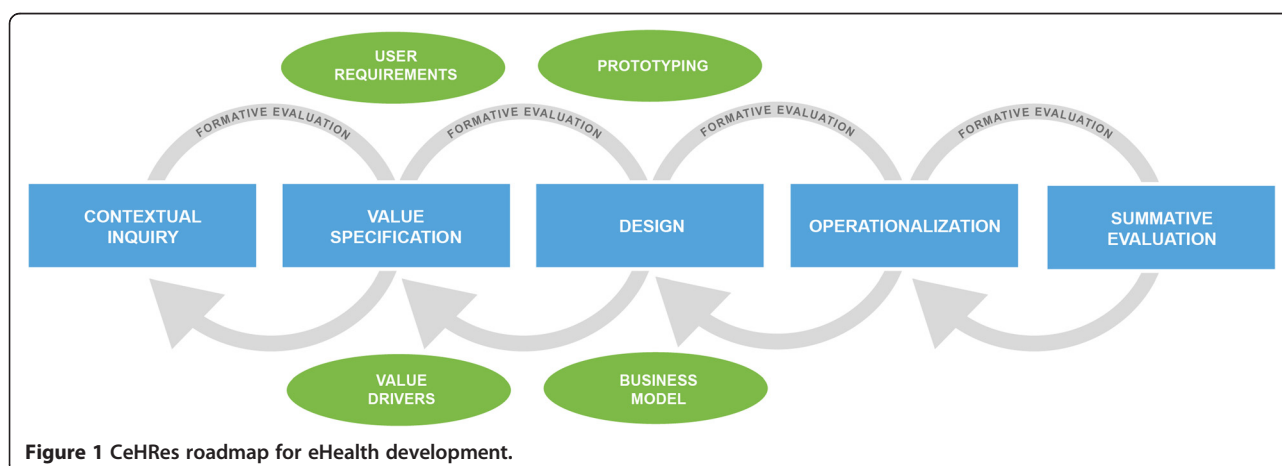 USER
REQUIREMENTS
PROTOTYPING
FORMATIVE EVALUATION
FORMATIVE EVALUATION
FORMATIVE EVALUATION
FORMATIVE EVALUATION
CONTEXTUAL
INQUIRY
VALUE
SPECIFICATION
DESIGN
OPERATIONALIZATION
SUMMATIVE
EVALUATION
VALUE
DRIVERS
BUSINESS
MODEL
Figure 1 CeHRes roadmap for eHealth development.